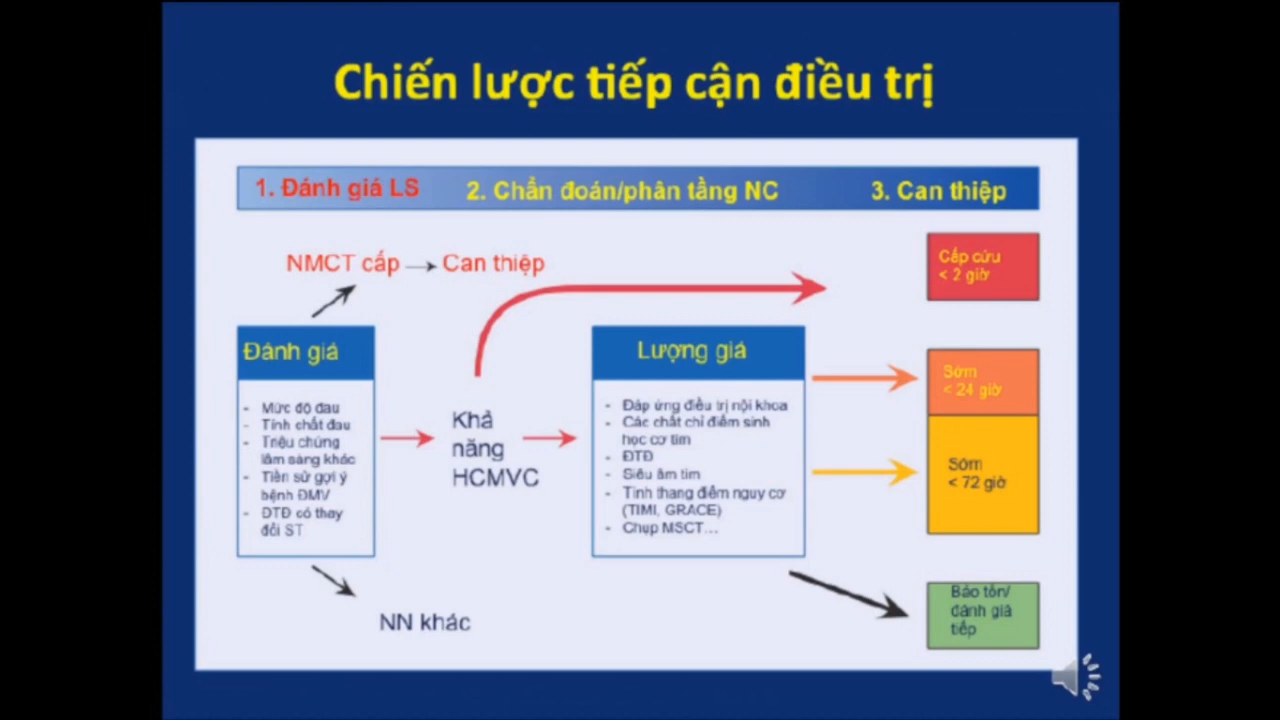 Chiến lược tiếp cận điều trị
1. Đánh giá LS
2. Chẩn đoán/phân tầng NC
3. Can thiệp
NMCT cấp
Can thiệp
Cấp cứu
< 2 giờ
Đánh giá
- Mức độ đau
- Tính chất đau
- Triệu chứng
lâm sàng khác
- Tiền sử gợi ý
bệnh ĐMV
- ĐTĐ có thay
đổi ST
Khả
năng
HCMVC
Lượng giá
- Đáp ứng điều trị nội khoa
- Các chất chỉ điểm sinh
học cơ tim
- ĐTĐ
- Siêu âm tim
- Tính thang điểm nguy cơ
(TIMI, GRACE)
- Chụp MSCT…
Sớm
< 24 giờ
Sớm
< 72 giờ
NN khác
Bảo tồn/
đánh giá
tiếp